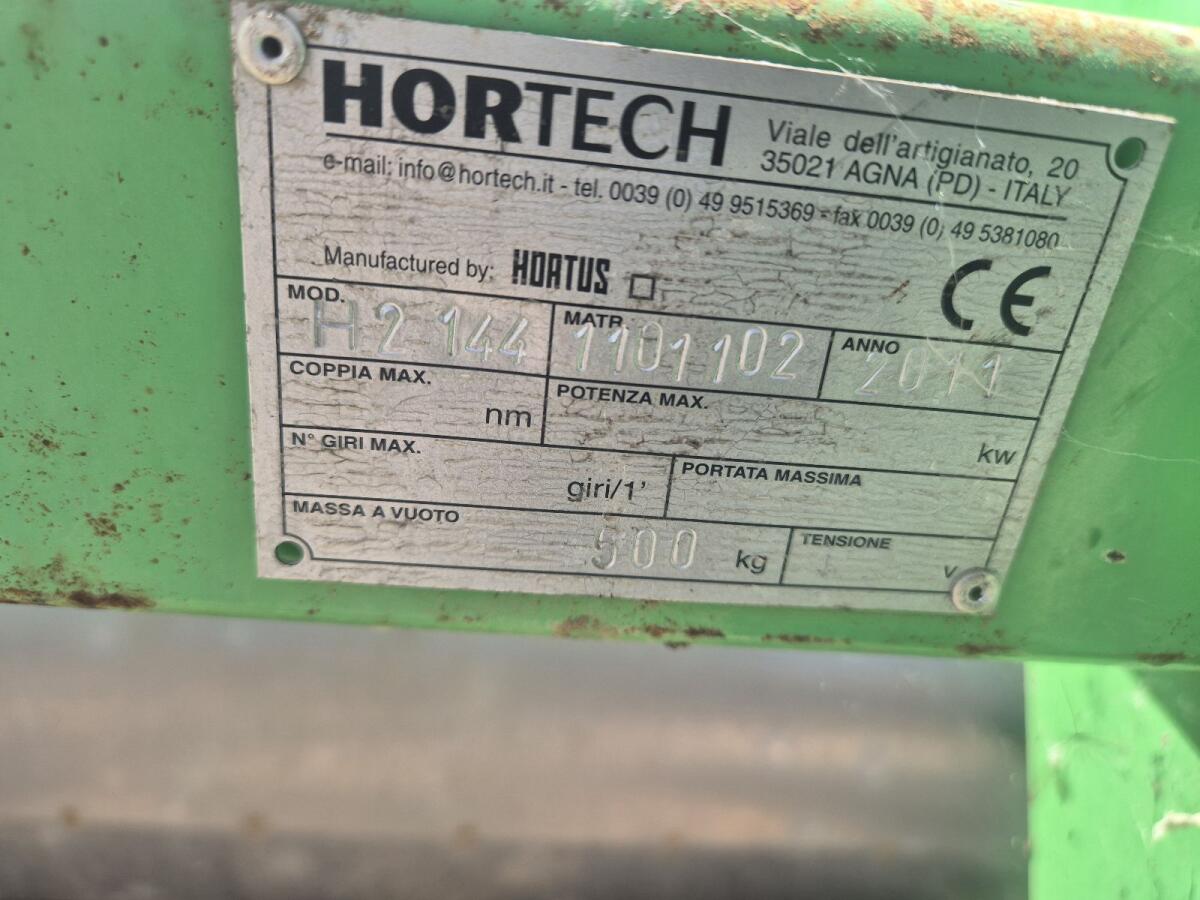 HORTECH
Viale dell'artigianato, 20
35021 AGNA (PD) - ITALY
e-mail: info@hortech.it - tel. 0039 (0) 49 9515369 - fax 0039 (0) 49 5381080
Manufactured by: HORTUS
CE
MOD. H2 144 MATR. 1101102 ANNO 2011
COPPIA MAX. nm POTENZA MAX. kw
N° GIRI MAX. giri/1' PORTATA MASSIMA
MASSA A VUOTO 500 kg TENSIONE v